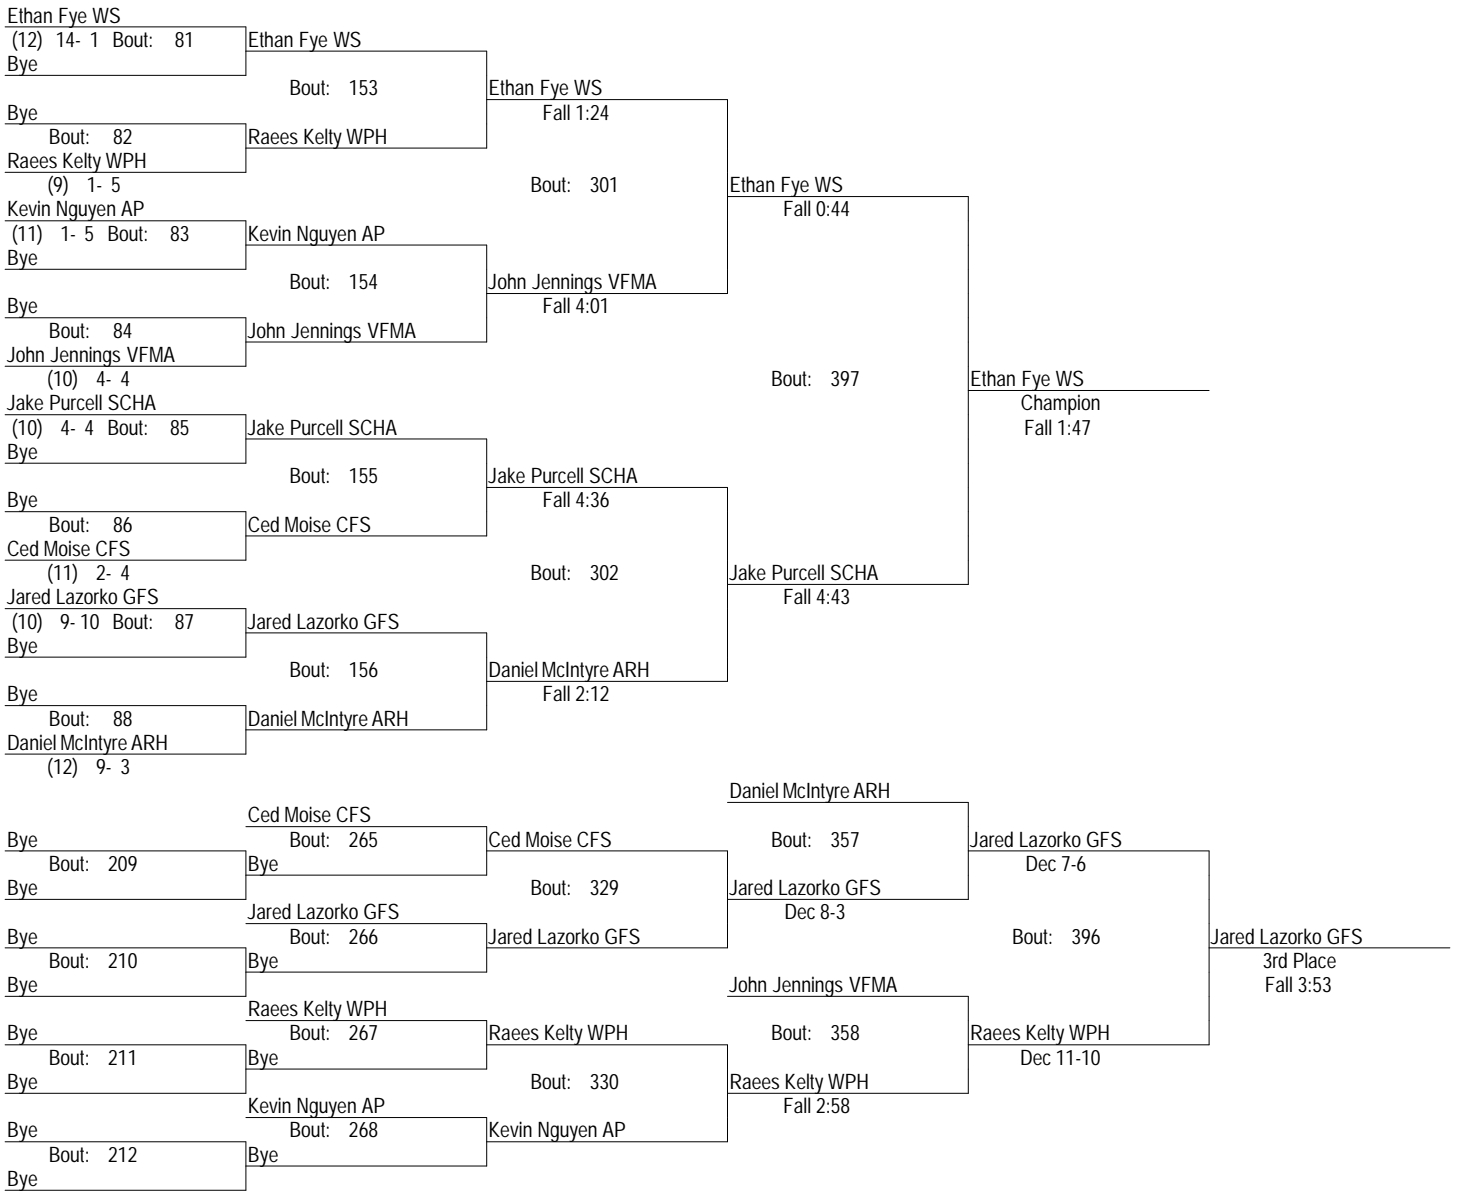 Ethan Fye WS
(12) 14- 1 Bout: 81 Ethan Fye WS
Bye
Bout: 153 Ethan Fye WS
Bye Fall 1:24
Bout: 82 Raees Kelty WPH
Raees Kelty WPH
(9) 1- 5 Bout: 301 Ethan Fye WS
Kevin Nguyen AP Fall 0:44
(11) 1- 5 Bout: 83 Kevin Nguyen AP
Bye
Bout: 154 John Jennings VFMA
Bye Fall 4:01
Bout: 84 John Jennings VFMA
John Jennings VFMA
(10) 4- 4 Bout: 397 Ethan Fye WS
Jake Purcell SCHA Champion
(10) 4- 4 Bout: 85 Jake Purcell SCHA Fall 1:47
Bye
Bout: 155 Jake Purcell SCHA
Bye Fall 4:36
Bout: 86 Ced Moise CFS
Ced Moise CFS
(11) 2- 4 Bout: 302 Jake Purcell SCHA
Jared Lazorko GFS Fall 4:43
(10) 9- 10 Bout: 87 Jared Lazorko GFS
Bye
Bout: 156 Daniel McIntyre ARH
Bye Fall 2:12
Bout: 88 Daniel McIntyre ARH
Daniel McIntyre ARH
(12) 9- 3
Daniel McIntyre ARH
Ced Moise CFS
Bye Bout: 265 Ced Moise CFS Bout: 357 Jared Lazorko GFS
Bout: 209 Bye Dec 7-6
Bye Bout: 329 Jared Lazorko GFS
Jared Lazorko GFS Dec 8-3
Bye Bout: 266 Jared Lazorko GFS Bout: 396 Jared Lazorko GFS
Bout: 210 Bye 3rd Place
Bye John Jennings VFMA Fall 3:53
Raees Kelty WPH
Bye Bout: 267 Raees Kelty WPH Bout: 358 Raees Kelty WPH
Bout: 211 Bye Dec 11-10
Bye Bout: 330 Raees Kelty WPH
Kevin Nguyen AP Fall 2:58
Bye Bout: 268 Kevin Nguyen AP
Bout: 212 Bye
Bye